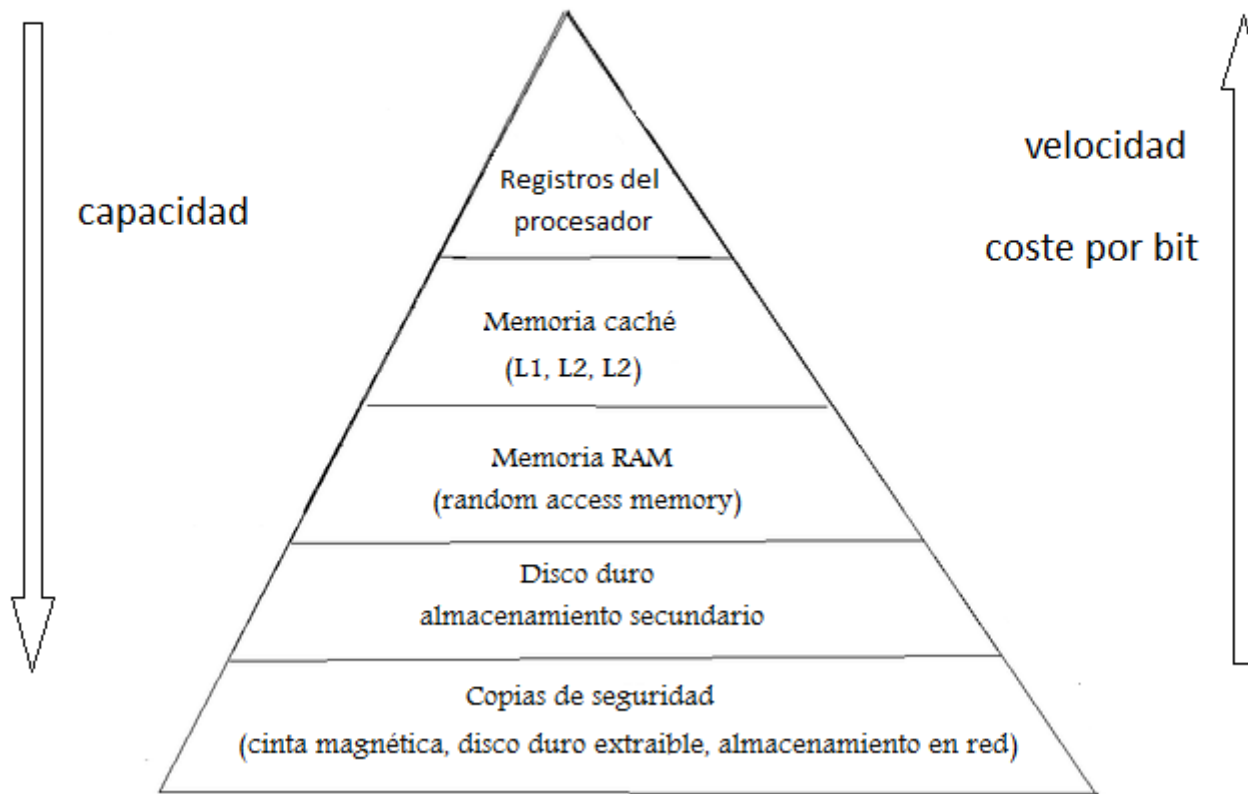 capacidad
velocidad
coste por bit
Registros del
procesador
Memoria caché
(L1, L2, L2)
Memoria RAM
(random access memory)
Disco duro
almacenamiento secundario
Copias de seguridad
(cinta magnética, disco duro extraible, almacenamiento en red)